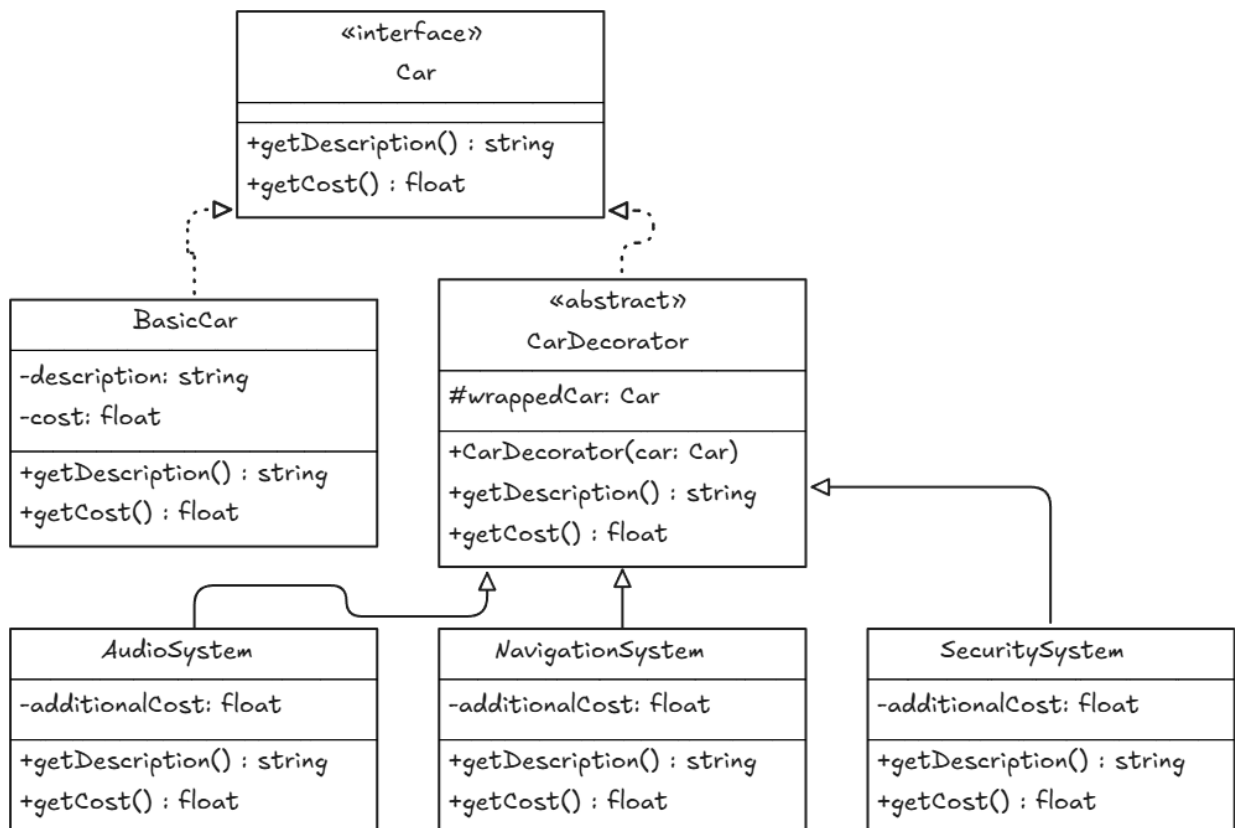 «interface»
Car
+getDescription() : string
+getCost() : float
BasicCar
-description: string
-cost: float
+getDescription() : string
+getCost() : float
«abstract»
CarDecorator
#wrappedCar: Car
+CarDecorator(car: Car)
+getDescription() : string
+getCost() : float
AudioSystem
-additionalCost: float
+getDescription() : string
+getCost() : float
NavigationSystem
-additionalCost: float
+getDescription() : string
+getCost() : float
SecuritySystem
-additionalCost: float
+getDescription() : string
+getCost() : float